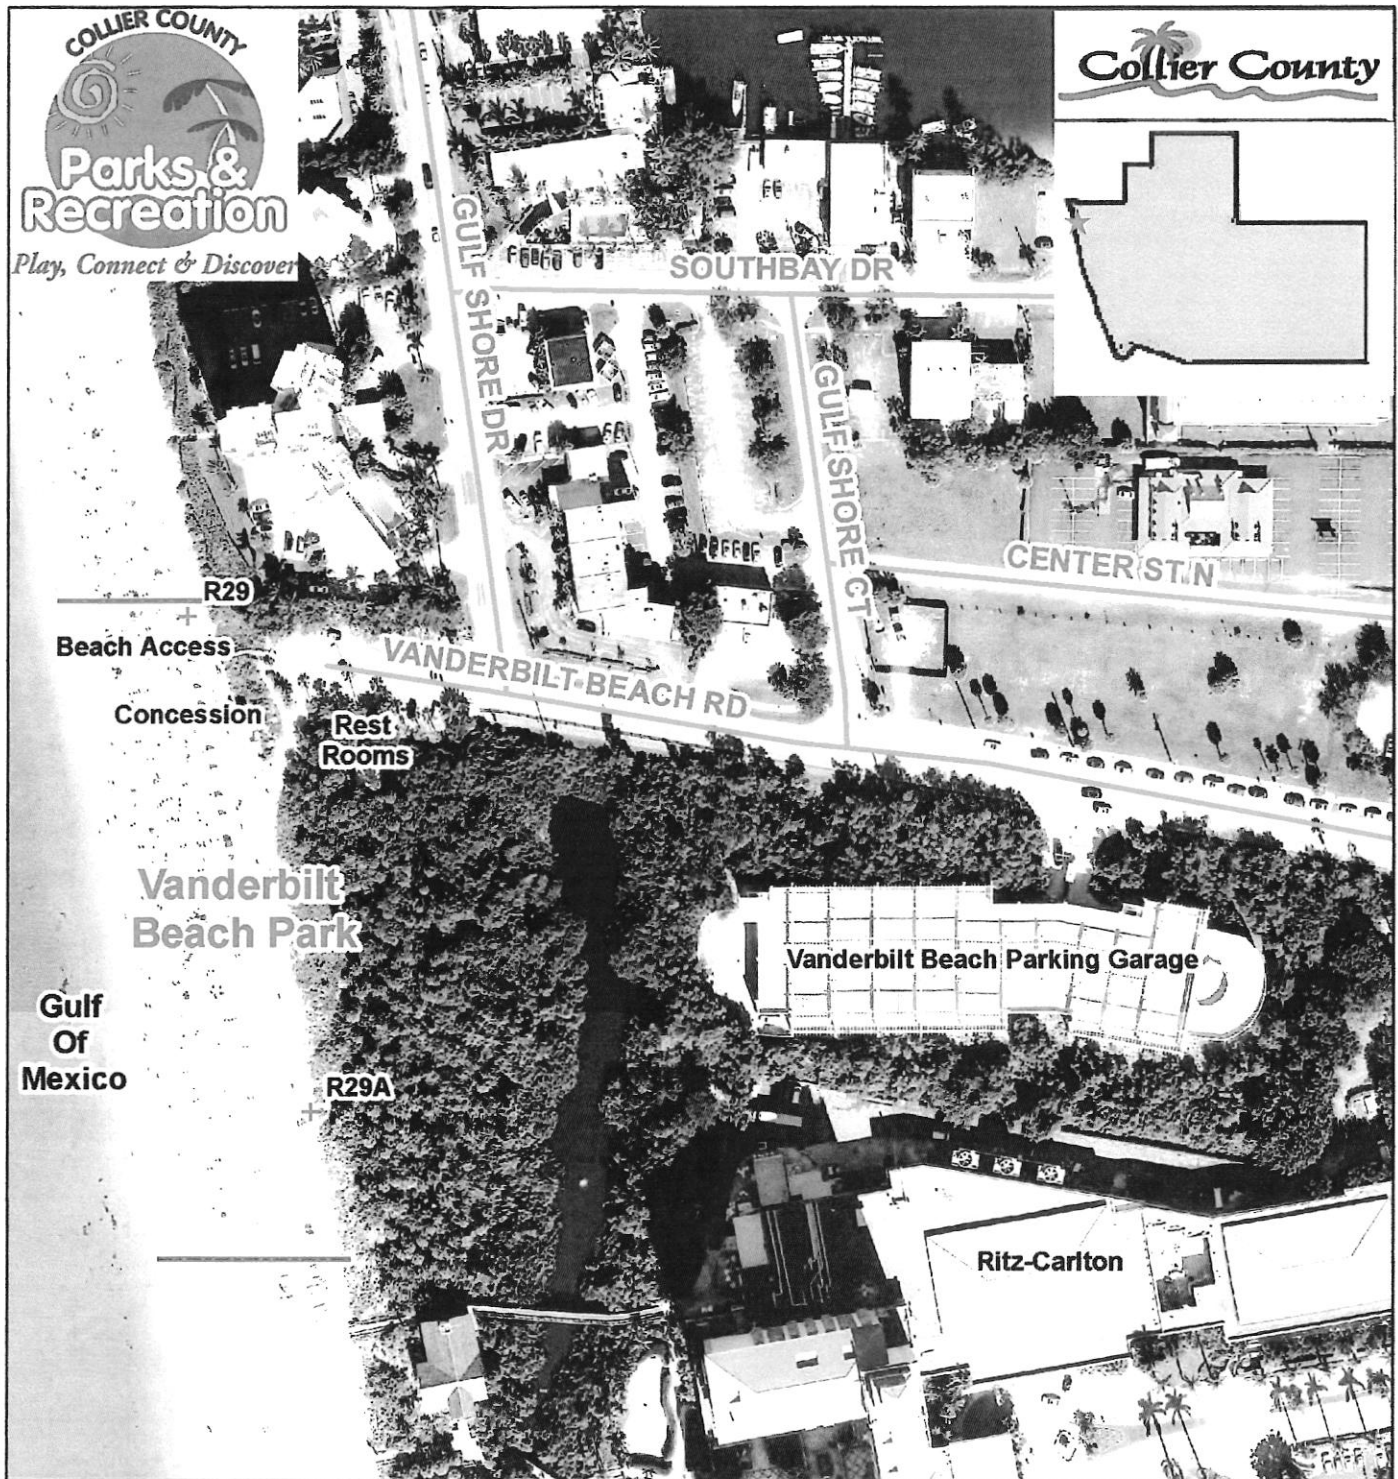 COLLIER COUNTY
Parks &
Recreation
Play, Connect & Discover
Collier County
GULF SHORE DR
SOUTHBAY DR
GULF SHORE CT
CENTER ST N
R29
Beach Access
VANDERBILT BEACH RD
Concession
Rest
Rooms
Vanderbilt
Beach Park
Vanderbilt Beach Parking Garage
Gulf
Of
Mexico
R29A
Ritz-Carlton